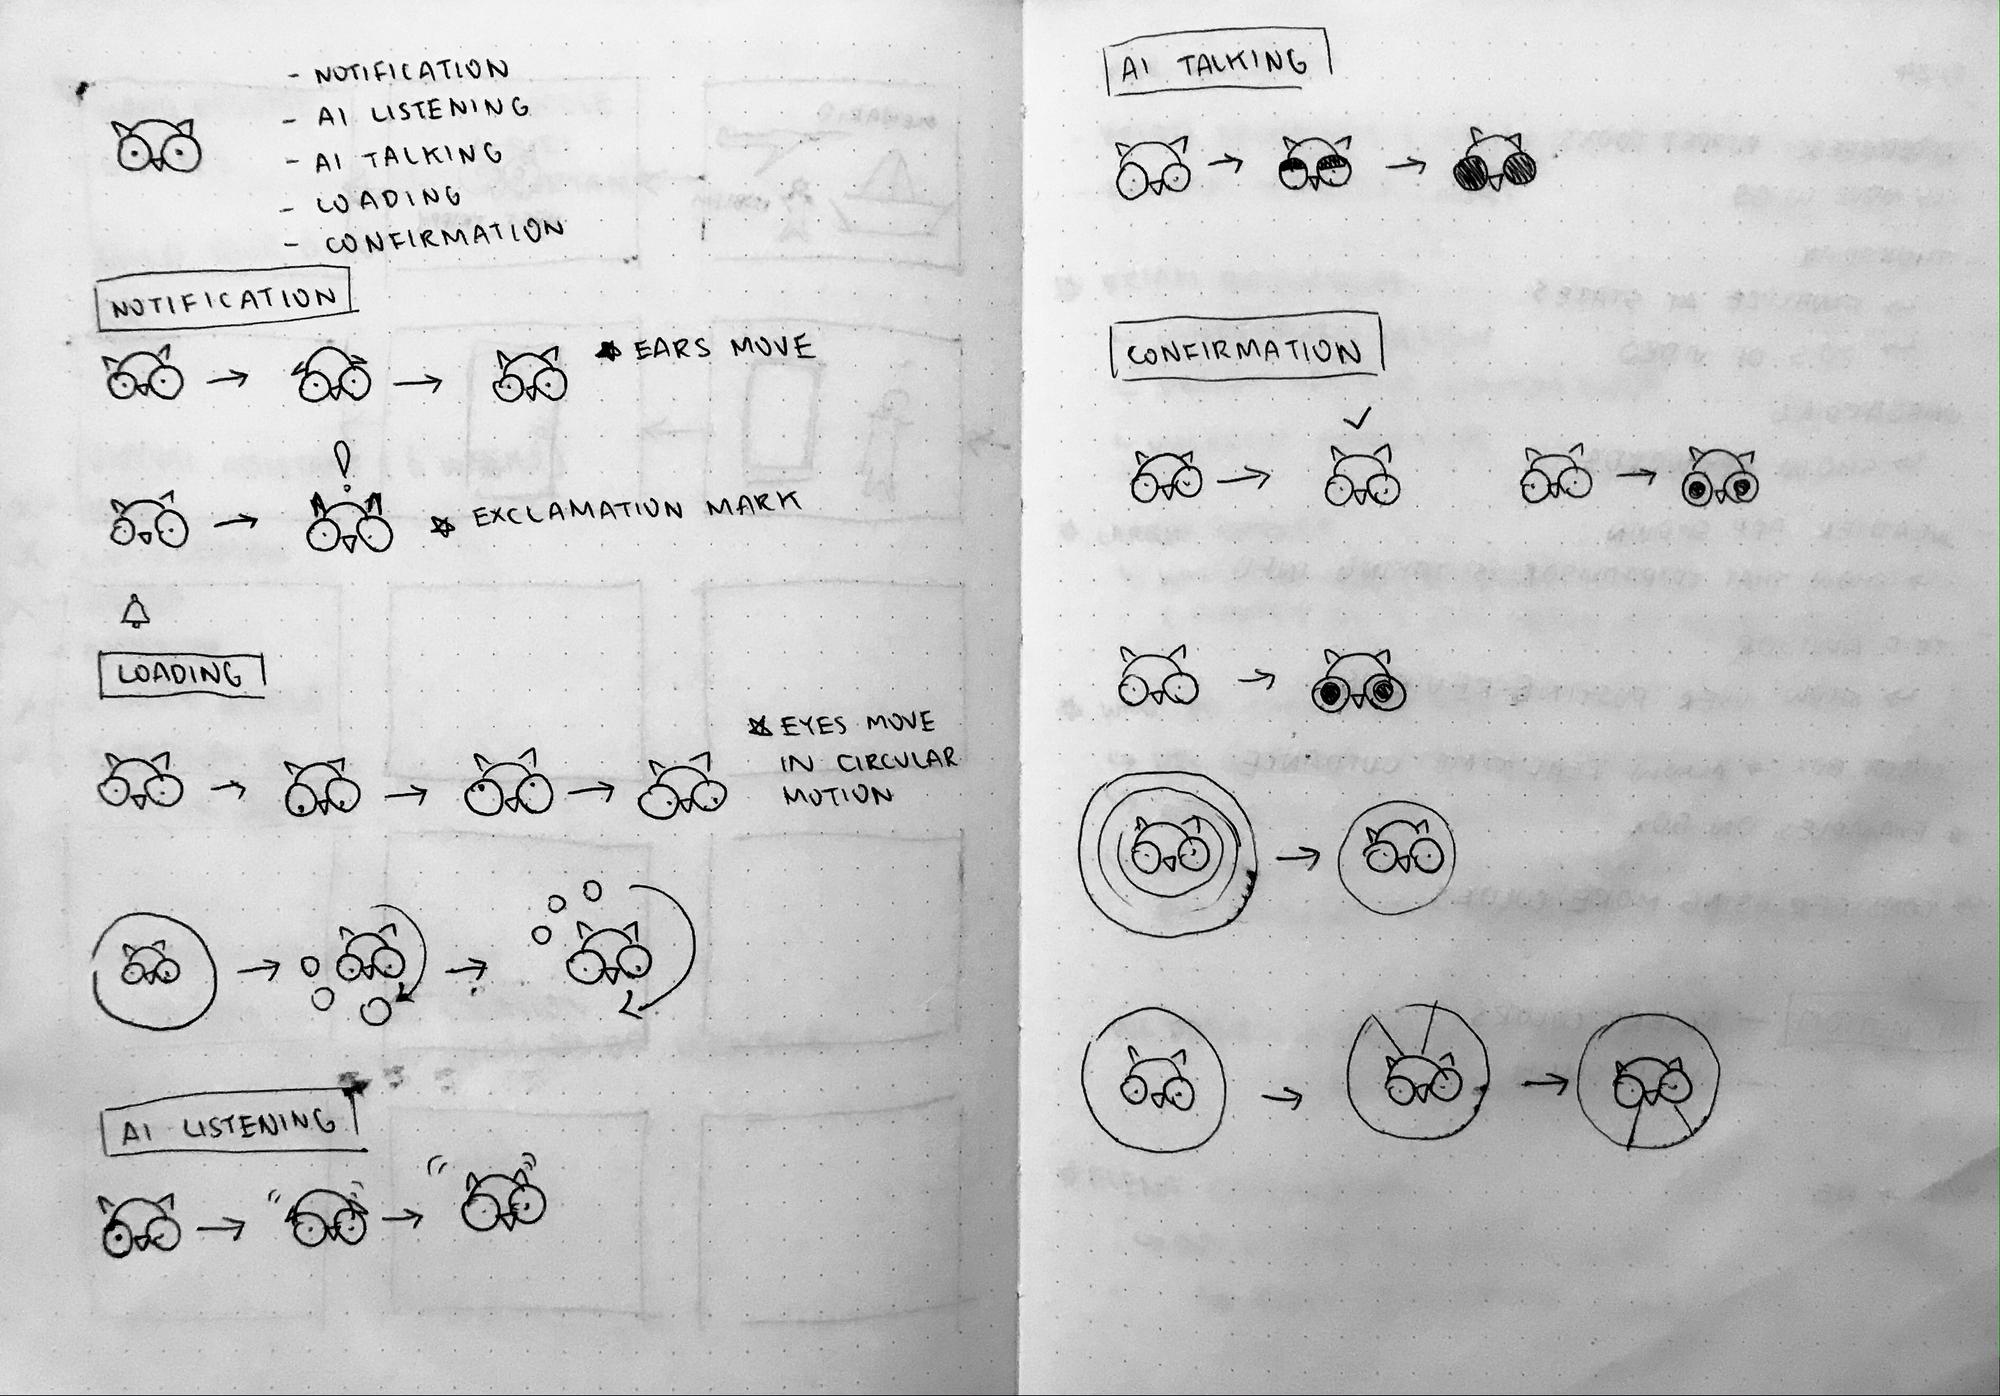 - NOTIFICATION
- AI LISTENING
- AI TALKING
- LOADING
- CONFIRMATION
NOTIFICATION
EARS MOVE
!
EXCLAMATION MARK
LOADING
EYES MOVE
IN CIRCULAR
MOTION
AI LISTENING
AI TALKING
CONFIRMATION